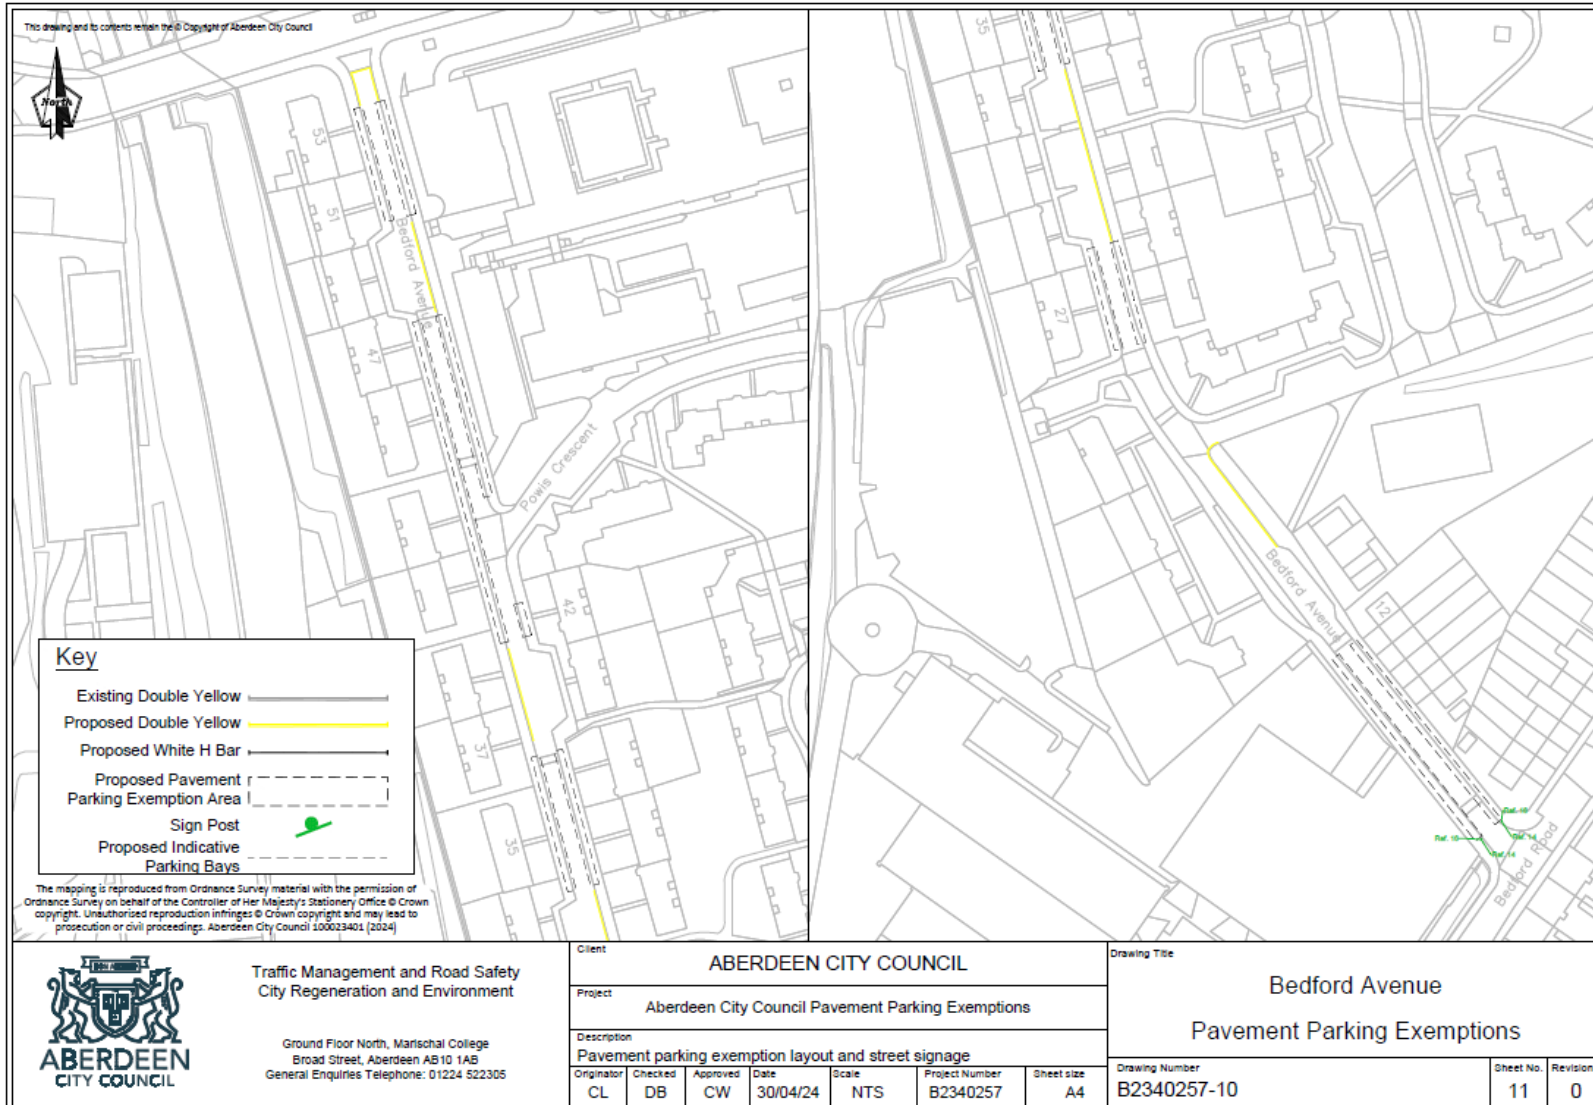 This drawing and its contents remain the © Copyright of Aberdeen City Council
North
53
51
Bedford Avenue
47
Powis Crescent
42
37
35
35
27
Bedford Avenue
12
Bedford Road
Ref. 16
Ref. 14
Ref. 16
Ref. 14
Key
Existing Double Yellow
Proposed Double Yellow
Proposed White H Bar
Proposed Pavement
Parking Exemption Area
Sign Post
Proposed Indicative
Parking Bays
The mapping is reproduced from Ordnance Survey material with the permission of
Ordnance Survey on behalf of the Controller of Her Majesty's Stationery Office © Crown
copyright. Unauthorised reproduction infringes © Crown copyright and may lead to
prosecution or civil proceedings. Aberdeen City Council 100023401 (2024)
ABERDEEN
CITY COUNCIL
Traffic Management and Road Safety
City Regeneration and Environment
Ground Floor North, Marischal College
Broad Street, Aberdeen AB10 1AB
General Enquiries Telephone: 01224 522305
Client
ABERDEEN CITY COUNCIL
Project
Aberdeen City Council Pavement Parking Exemptions
Description
Pavement parking exemption layout and street signage
Originator Checked Approved Date Scale Project Number Sheet size
CL DB CW 30/04/24 NTS B2340257 A4
Drawing Title
Bedford Avenue
Pavement Parking Exemptions
Drawing Number Sheet No. Revision
B2340257-10 11 0